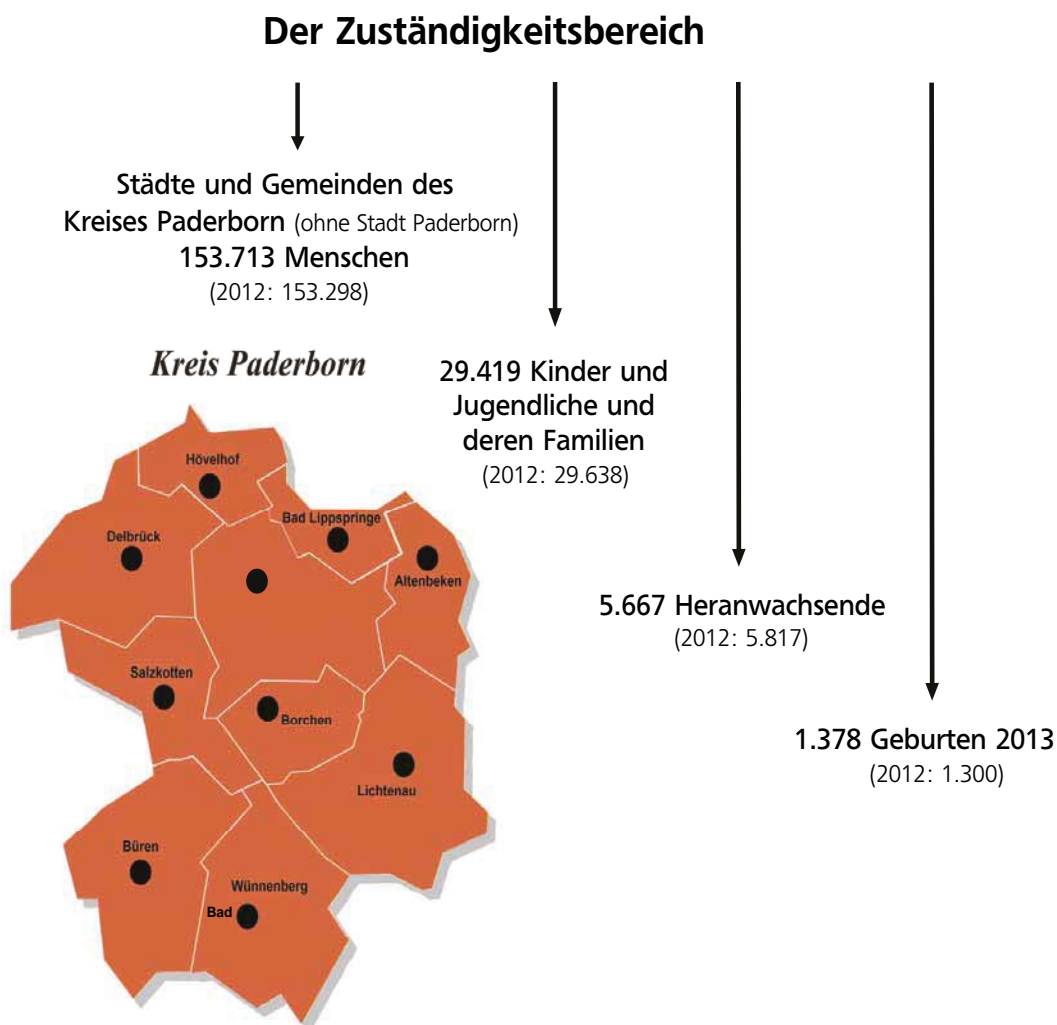 Der Zuständigkeitsbereich
Städte und Gemeinden des
Kreises Paderborn (ohne Stadt Paderborn)
153.713 Menschen
(2012: 153.298)
Kreis Paderborn
29.419 Kinder und
Jugendliche und
deren Familien
(2012: 29.638)
5.667 Heranwachsende
(2012: 5.817)
1.378 Geburten 2013
(2012: 1.300)
Hövelhof
Bad Lippspringe
Delbrück
Altenbeken
Salzkotten
Borchen
Lichtenau
Büren
Wünnenberg
Bad